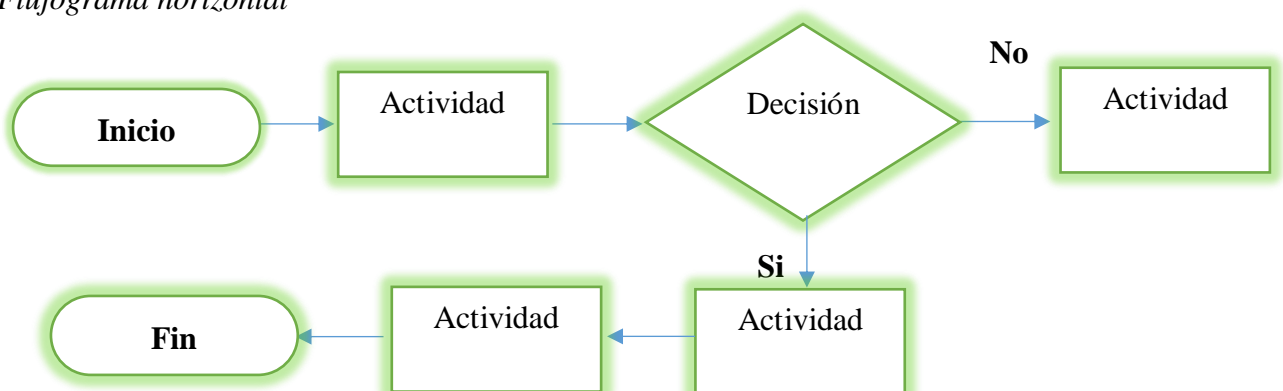 Flujograma horizontal
No
Inicio
Actividad
Decisión
Actividad
Si
Fin
Actividad
Actividad